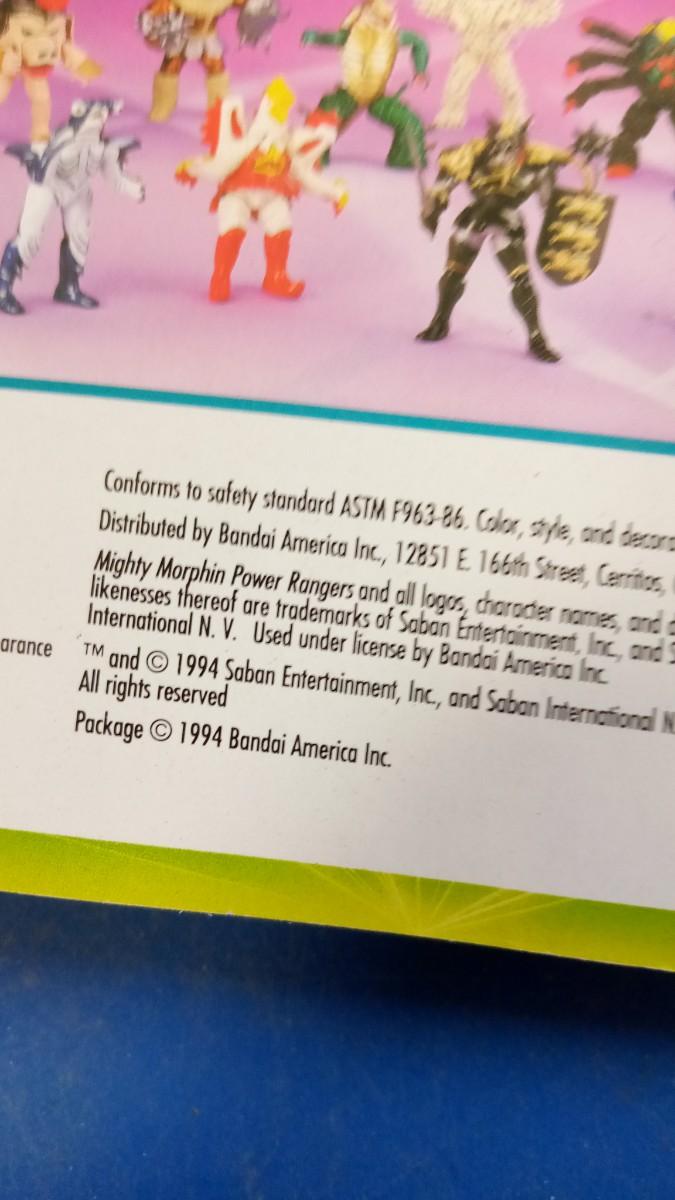 Conforms to safety standard ASTM F963-86. Color, style, and
Distributed by Bandai America Inc., 12851 E. 166th Street, Cerritos,
Mighty Morphin Power Rangers and all logos, character names, and
likenesses thereof are trademarks of Saban Entertainment, Inc., and
International N. V. Used under license by Bandai America Inc.
arance
™ and © 1994 Saban Entertainment, Inc., and Saban International N.
All rights reserved
Package © 1994 Bandai America Inc.